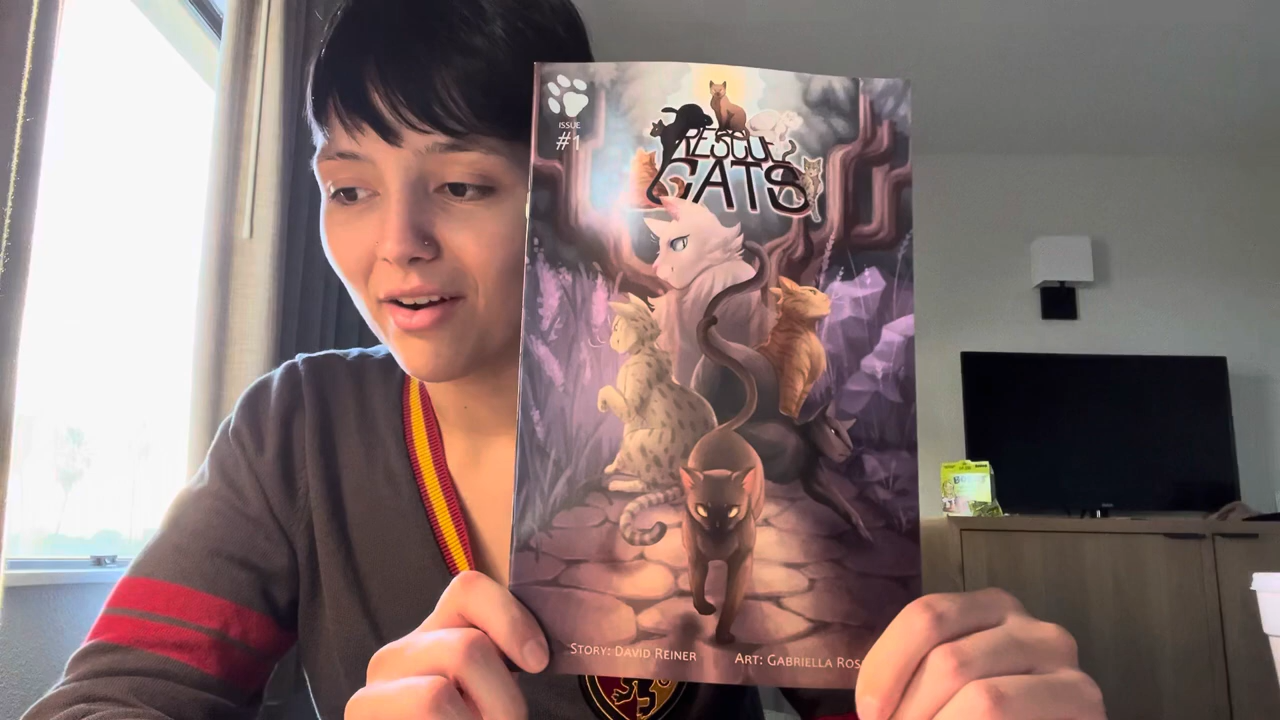 ISSUE
#1
RESCUE
CATS
STORY: DAVID REINER
ART: GABRIELLA ROS